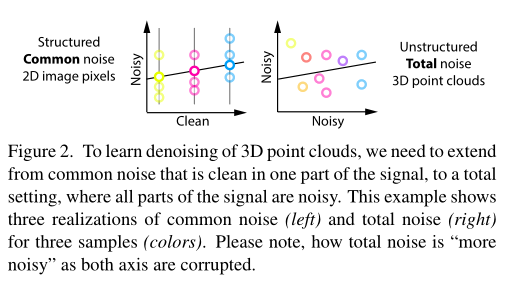 Structured
Common noise
2D image pixels
Noisy
Clean
Noisy
Noisy
Unstructured
Total noise
3D point clouds
Figure 2. To learn denoising of 3D point clouds, we need to extend
from common noise that is clean in one part of the signal, to a total
setting, where all parts of the signal are noisy. This example shows
three realizations of common noise (left) and total noise (right)
for three samples (colors). Please note, how total noise is “more
noisy” as both axis are corrupted.